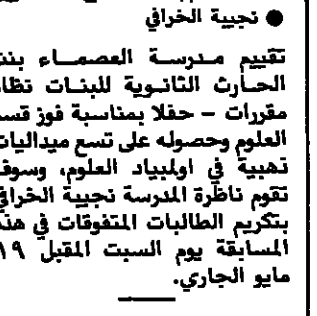 ● نجيبة الخرافي
تقييم مدرسة العصماء بنت
الحارث الثانوية للبنات نظا
مقررات – حفلا بمناسبة فوز قسم
العلوم وحصوله على تسع ميداليات
ذهبية في اولمبياد العلوم، وسوف
تقوم ناظرة المدرسة نجيبة الخرافي
بتكريم الطالبات المتفوقات في هذه
المسابقة يوم السبت المقبل ١٩
مايو الجاري.